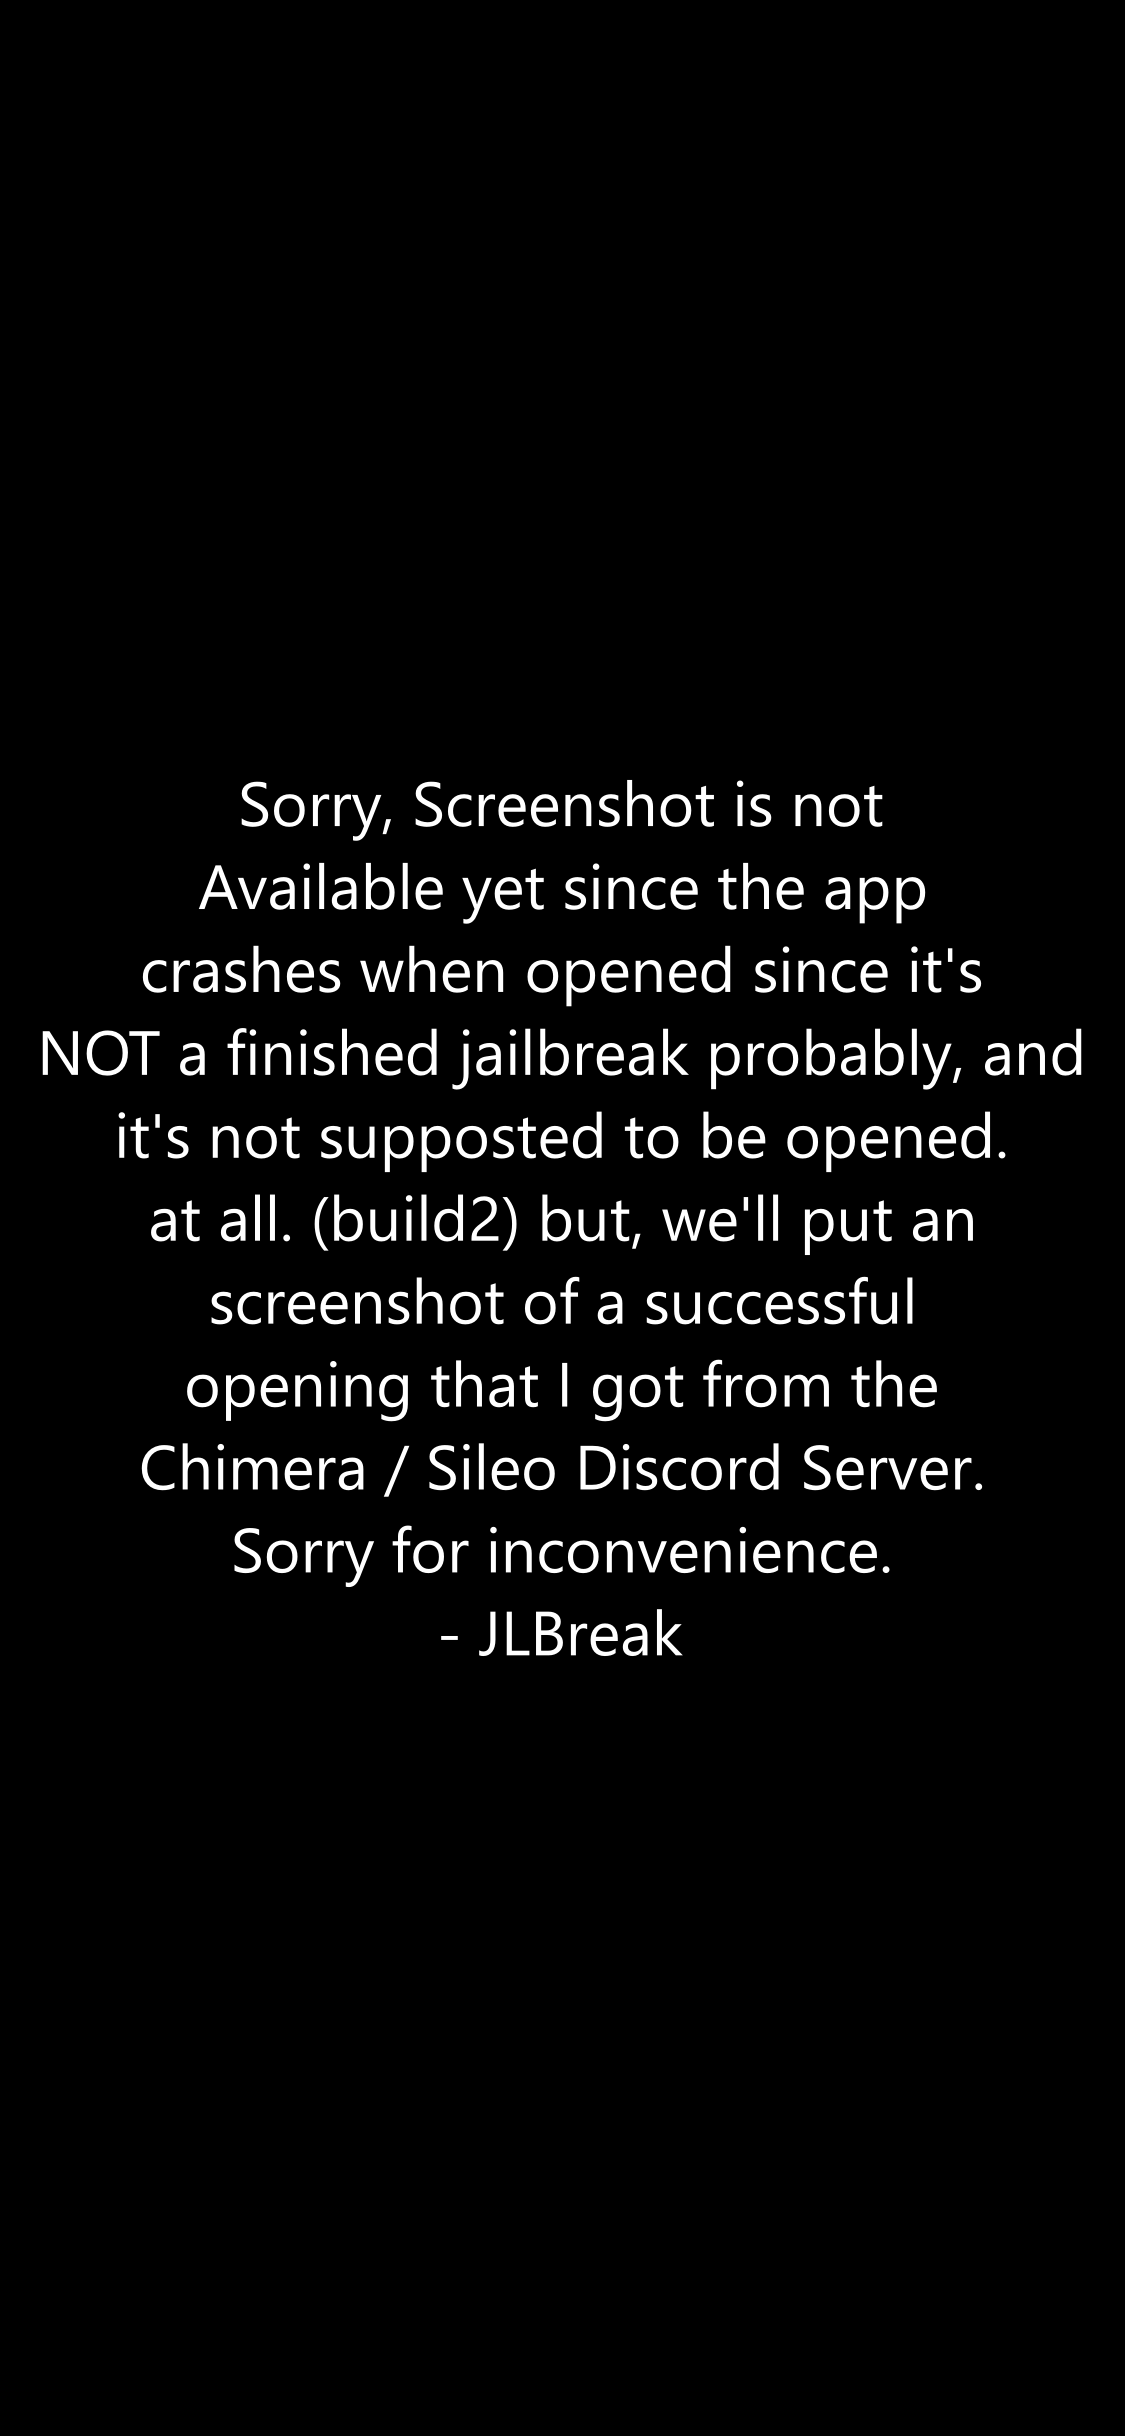 Sorry, Screenshot is not
Available yet since the app
crashes when opened since it's
NOT a finished jailbreak probably, and
it's not supposted to be opened.
at all. (build2) but, we'll put an
screenshot of a successful
opening that I got from the
Chimera / Sileo Discord Server.
Sorry for inconvenience.
- JLBreak